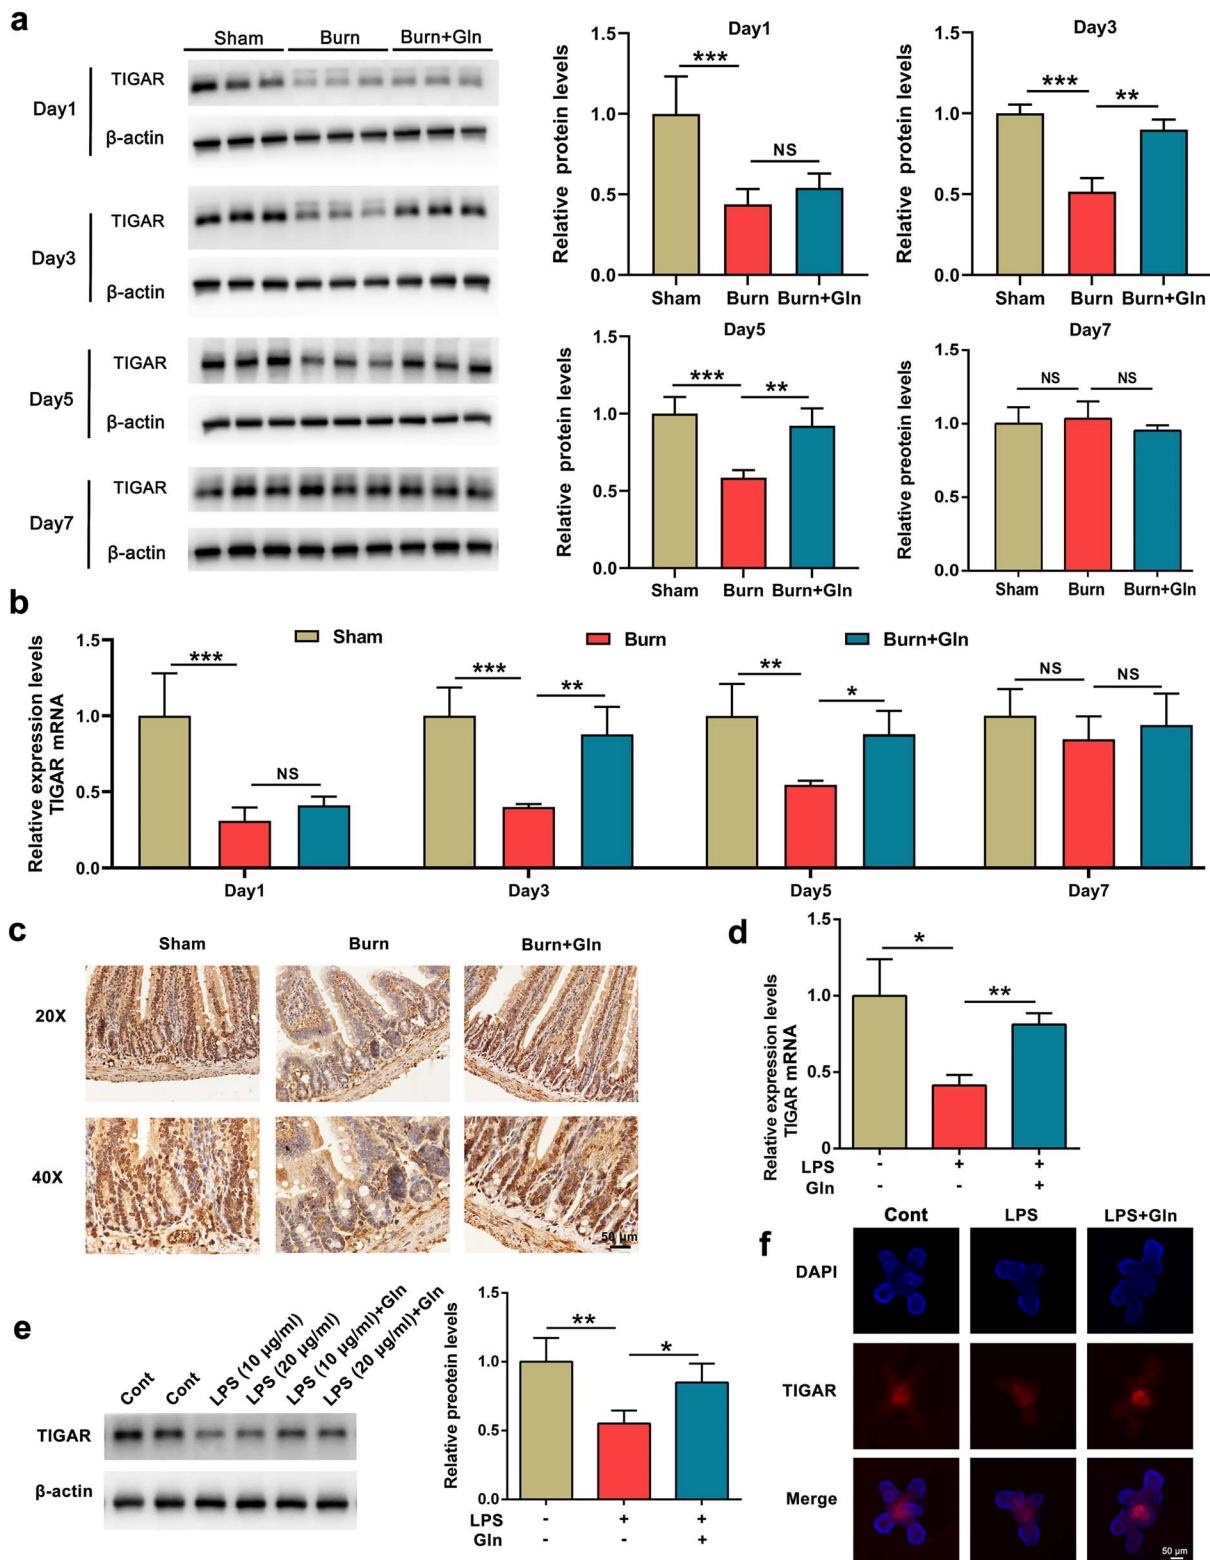 a
Sham Burn Burn+Gln
Day1
TIGAR
β-actin
Day3
TIGAR
β-actin
Day5
TIGAR
β-actin
Day7
TIGAR
β-actin
Day1
Relative protein levels
1.5
1.0
0.5
0.0
***
NS
Sham Burn Burn+Gln
Day3
Relative protein levels
1.5
1.0
0.5
0.0
*** **
Sham Burn Burn+Gln
Day5
Relative protein levels
1.5
1.0
0.5
0.0
*** **
Sham Burn Burn+Gln
Day7
Relative preotein levels
1.5
1.0
0.5
0.0
NS NS
Sham Burn Burn+Gln
b
Sham Burn Burn+Gln
Relative expression levels
TIGAR mRNA
1.5
1.0
0.5
0.0
*** NS *** ** ** * NS NS
Day1 Day3 Day5 Day7
c
Sham Burn Burn+Gln
20X
40X
50 µm
d
Relative expression levels
TIGAR mRNA
1.5
1.0
0.5
0
* **
LPS - + +
Gln - - +
e
Cont Cont LPS (10 µg/ml) LPS (20 µg/ml) LPS (10 µg/ml)+Gln LPS (20 µg/ml)+Gln
TIGAR
β-actin
Relative preotein levels
1.5
1.0
0.5
0.0
** *
LPS - + +
Gln - - +
f
Cont LPS LPS+Gln
DAPI
TIGAR
Merge
50 µm